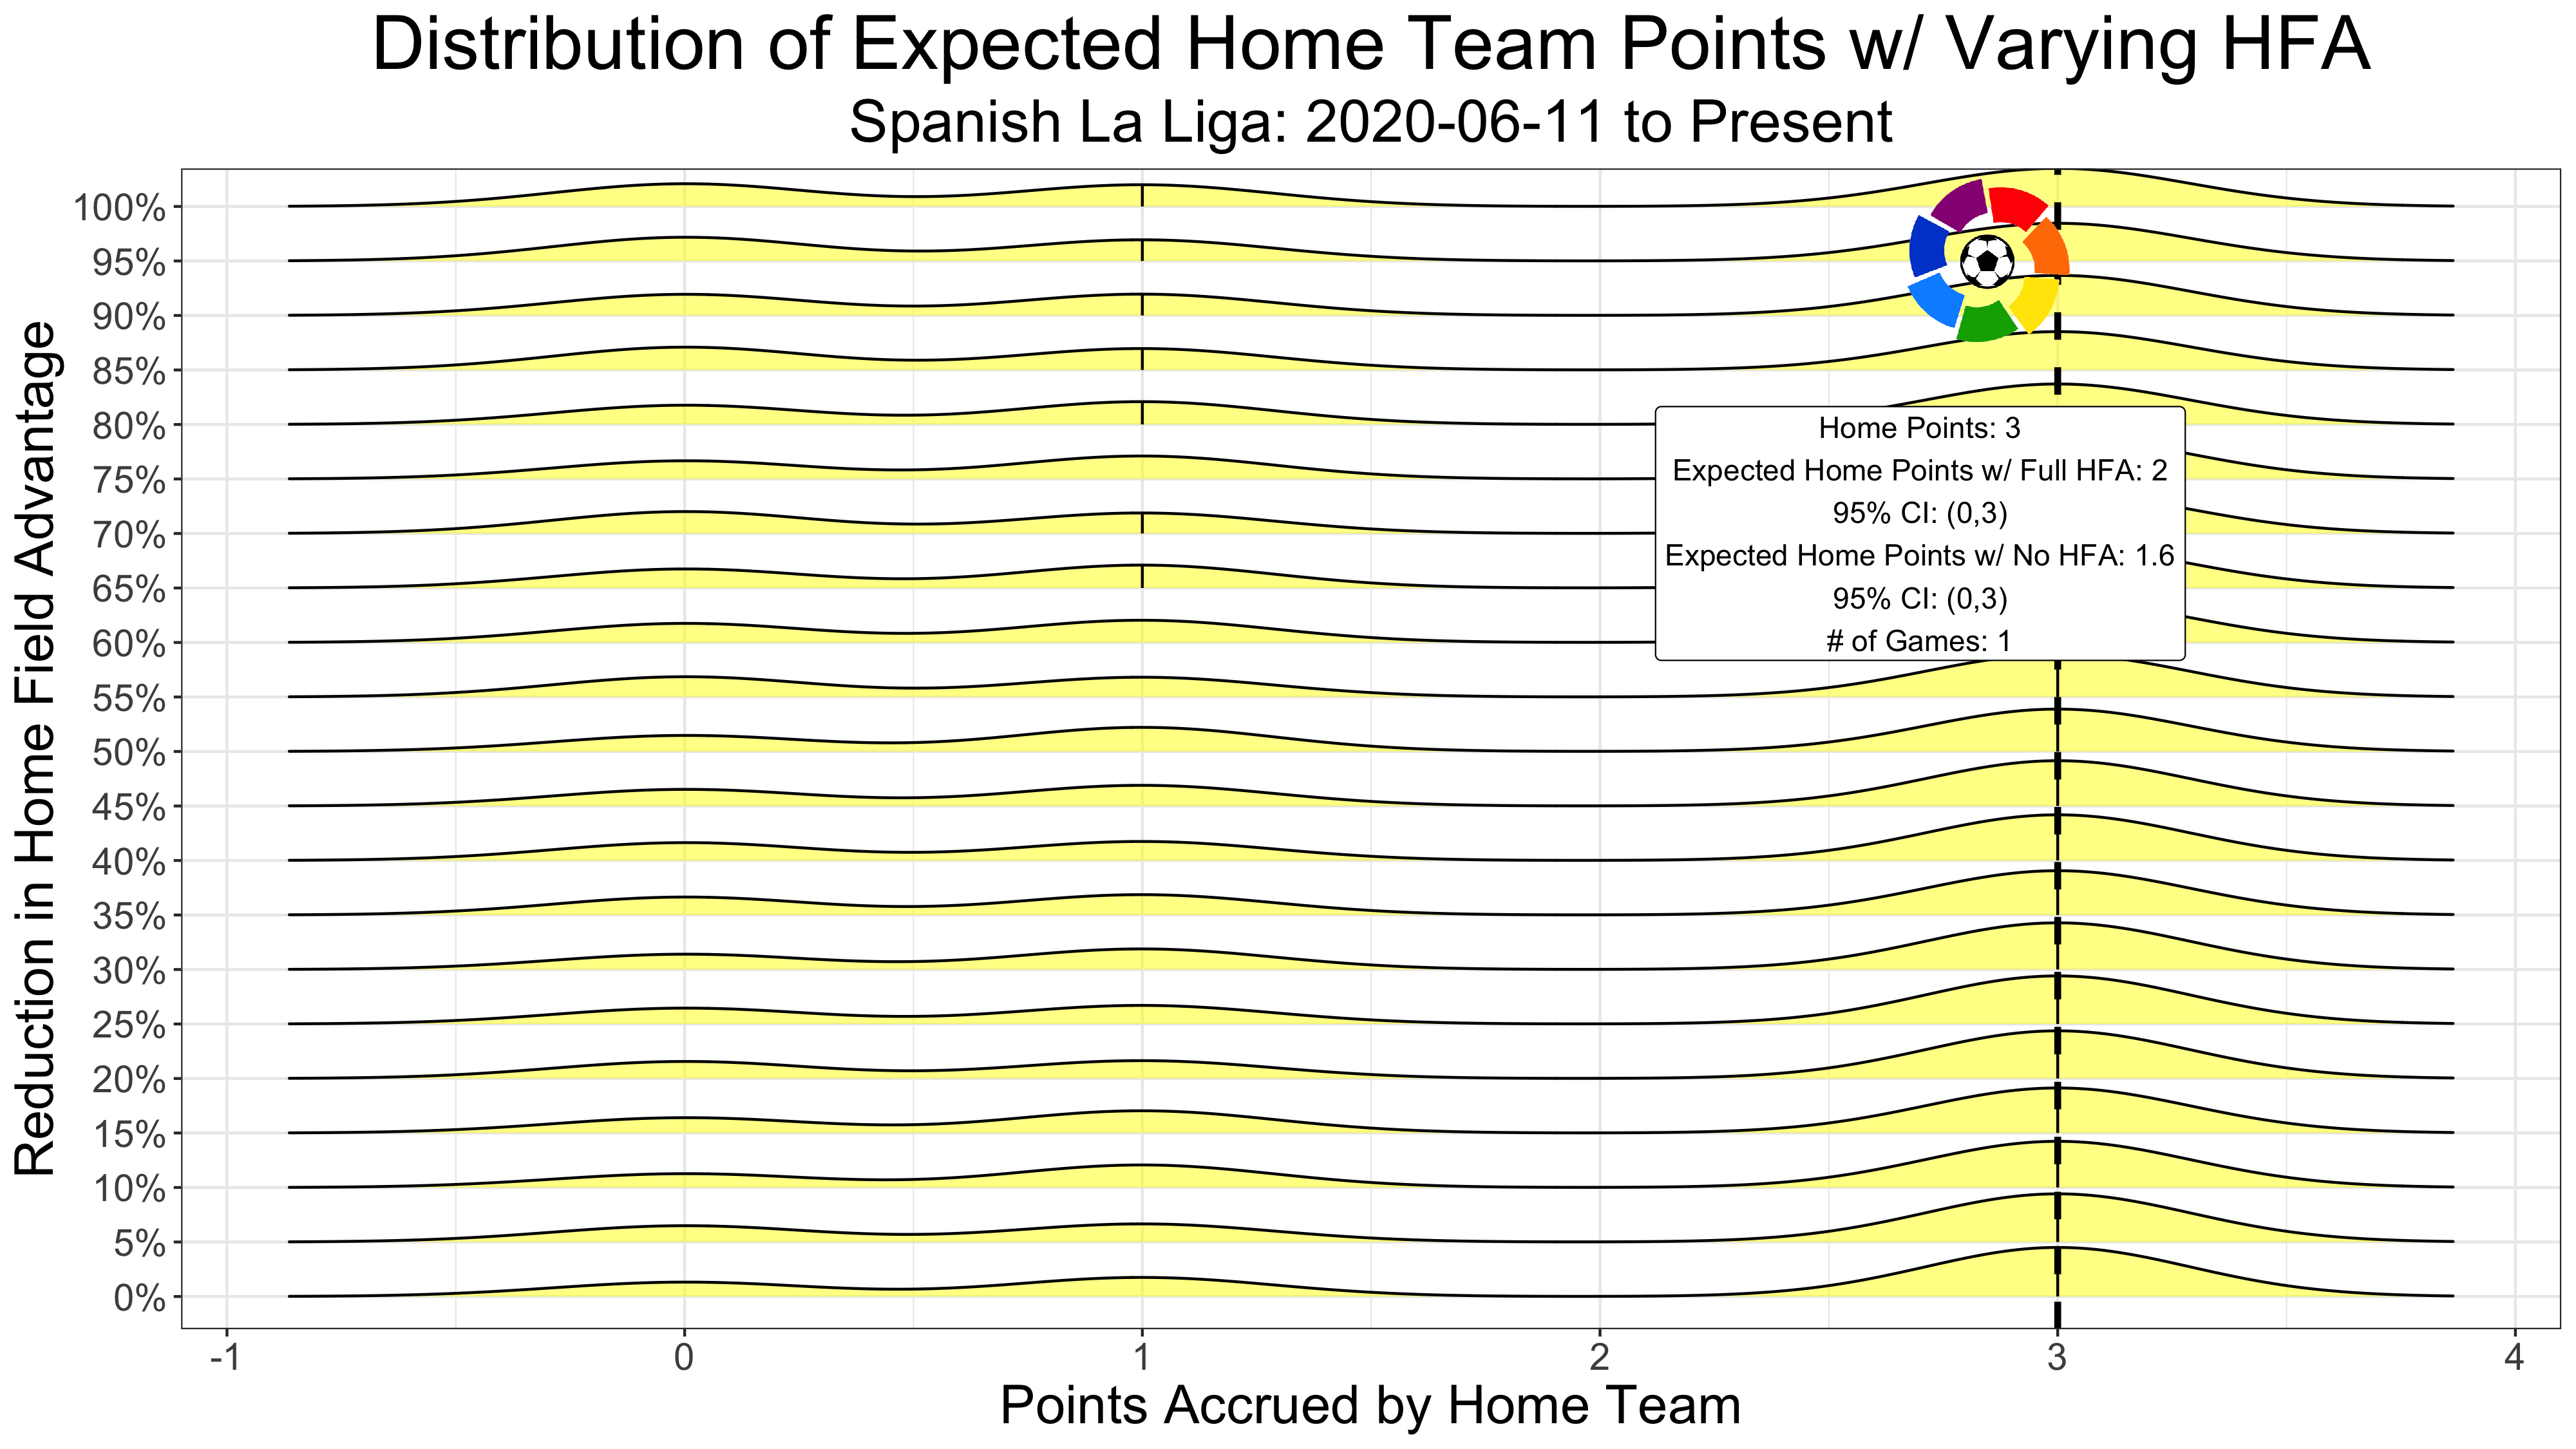 Distribution of Expected Home Team Points w/ Varying HFA
Spanish La Liga: 2020-06-11 to Present
Reduction in Home Field Advantage
100%
95%
90%
85%
80%
75%
70%
65%
60%
55%
50%
45%
40%
35%
30%
25%
20%
15%
10%
5%
0%
Home Points: 3
Expected Home Points w/ Full HFA: 2
95% CI: (0,3)
Expected Home Points w/ No HFA: 1.6
95% CI: (0,3)
# of Games: 1
-1 0 1 2 3 4
Points Accrued by Home Team